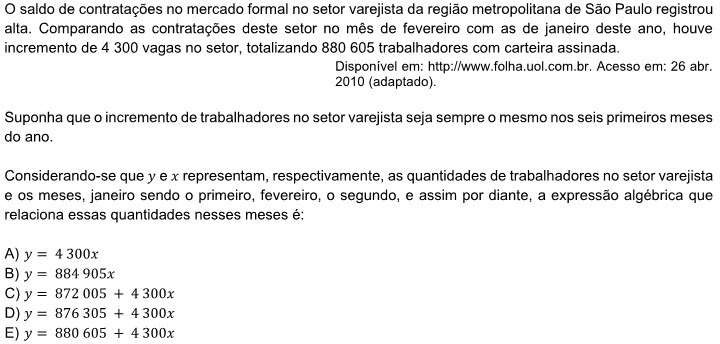 O saldo de contratações no mercado formal no setor varejista da região metropolitana de São Paulo registrou
alta. Comparando as contratações deste setor no mês de fevereiro com as de janeiro deste ano, houve
incremento de 4 300 vagas no setor, totalizando 880 605 trabalhadores com carteira assinada.
Disponível em: http://www.folha.uol.com.br. Acesso em: 26 abr.
2010 (adaptado).
Suponha que o incremento de trabalhadores no setor varejista seja sempre o mesmo nos seis primeiros meses
do ano.
Considerando-se que y e x representam, respectivamente, as quantidades de trabalhadores no setor varejista
e os meses, janeiro sendo o primeiro, fevereiro, o segundo, e assim por diante, a expressão algébrica que
relaciona essas quantidades nesses meses é:
A) y = 4 300x
B) y = 884 905x
C) y = 872 005 + 4 300x
D) y = 876 305 + 4 300x
E) y = 880 605 + 4 300x